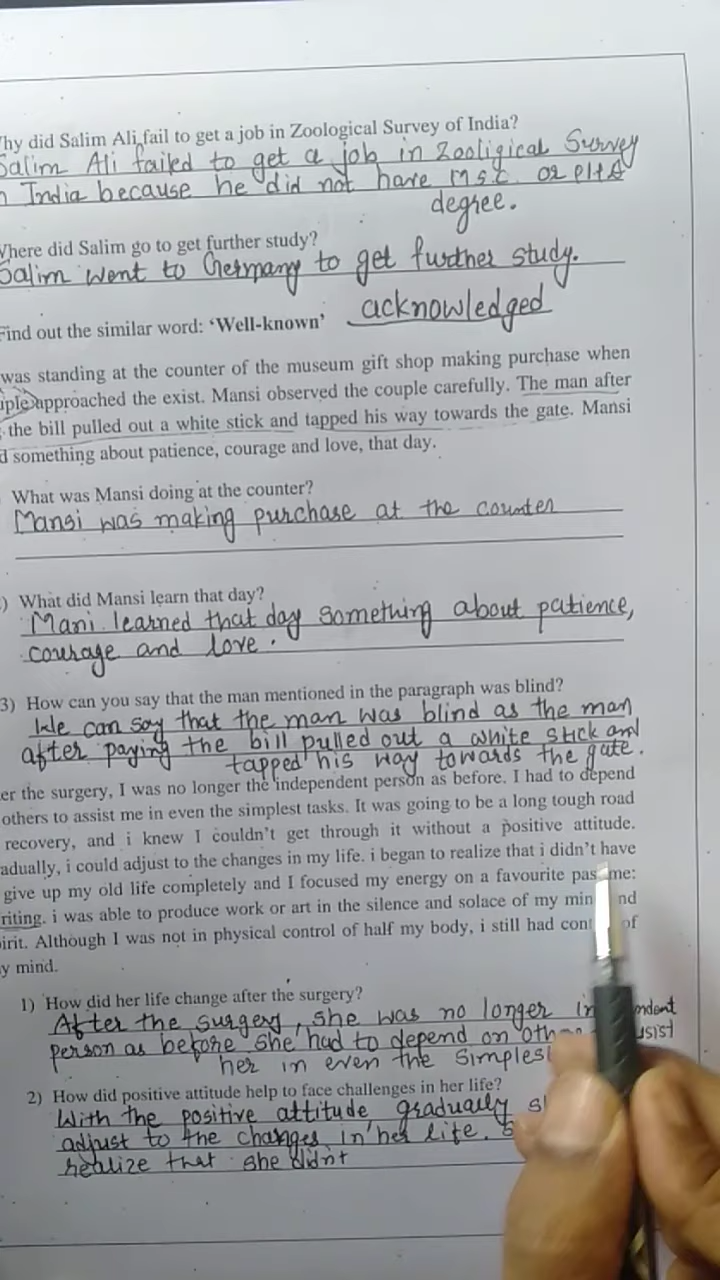 hy did Salim Ali fail to get a job in Zoological Survey of India?
Salim Ali failed to get a job in Zooligical Survey
n India because he did not have M.S.C. or PHA
degree.
Where did Salim go to get further study?
Salim went to Germany to get further study.
acknowledged
Find out the similar word: ‘Well-known’
was standing at the counter of the museum gift shop making purchase when
uple approached the exist. Mansi observed the couple carefully. The man after
the bill pulled out a white stick and tapped his way towards the gate. Mansi
d something about patience, courage and love, that day.
What was Mansi doing at the counter?
Mansi was making purchase at the counter
) What did Mansi learn that day?
Mani learned that day something about patience,
courage and love.
3) How can you say that the man mentioned in the paragraph was blind?
We can say that the man was blind as the man
after paying the bill pulled out a white stick and
tapped his way towards the gate.
er the surgery, I was no longer the independent person as before. I had to depend
others to assist me in even the simplest tasks. It was going to be a long tough road
recovery, and i knew I couldn’t get through it without a positive attitude.
adually, i could adjust to the changes in my life. i began to realize that i didn’t have
give up my old life completely and I focused my energy on a favourite pas me:
riting. i was able to produce work or art in the silence and solace of my min nd
irit. Although I was not in physical control of half my body, i still had con of
y mind.
1) How did her life change after the surgery?
After the surgery, she was no longer in ndent
person as before she had to depend on oth usist
her in even the simples
2) How did positive attitude help to face challenges in her life?
With the positive attitude gradually s
adjust to the changes in her life. s
realize that she didnt